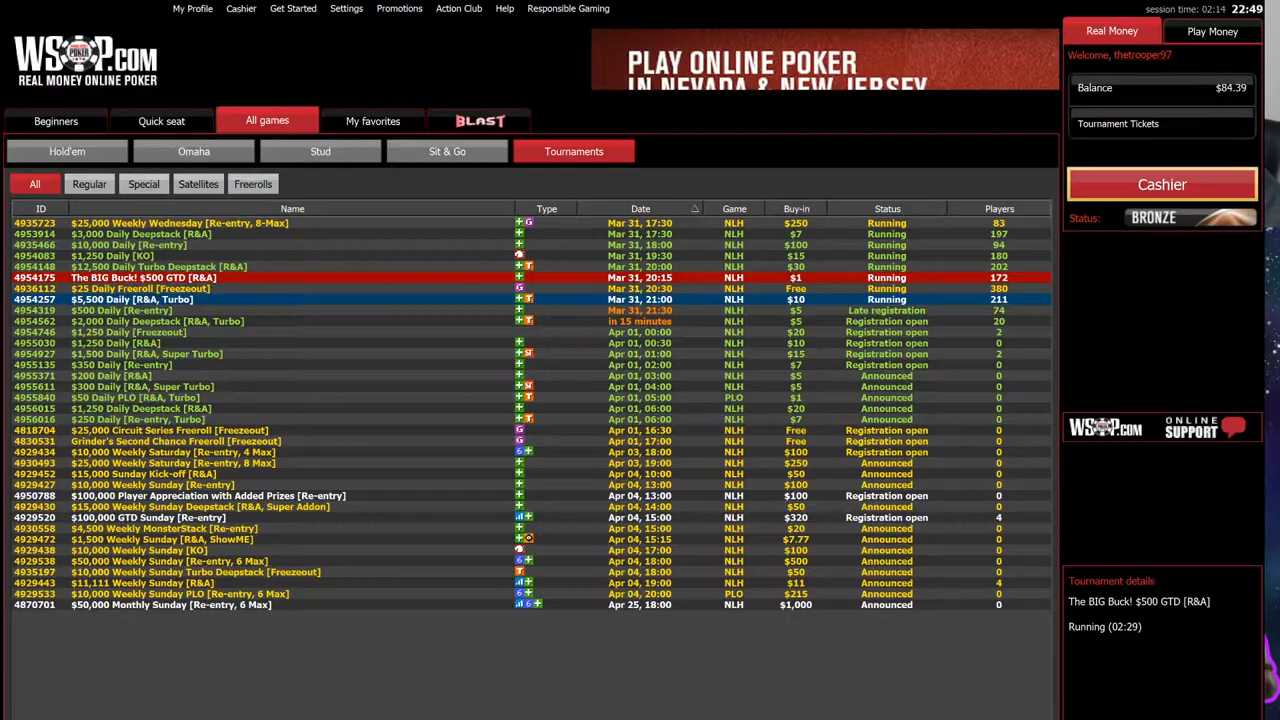 My Profile Cashier Get Started Settings Promotions Action Club Help Responsible Gaming session time: 02:14 22:49
WSOP.COM
REAL MONEY ONLINE POKER
PLAY ONLINE POKER
IN NEVADA & NEW JERSEY
Real Money Play Money
Welcome, thetrooper97
Balance $84.39
Tournament Tickets
Cashier
Status: BRONZE
Beginners Quick seat All games My favorites BLAST
Hold'em Omaha Stud Sit & Go Tournaments
All Regular Special Satellites Freerolls
ID Name Type Date Game Buy-in Status Players
4935723 $25,000 Weekly Wednesday [Re-entry, 8-Max] G Mar 31, 17:30 NLH $250 Running 83
4953914 $3,000 Daily Deepstack [R&A] Mar 31, 17:30 NLH $7 Running 197
4935466 $10,000 Daily [Re-entry] Mar 31, 18:00 NLH $100 Running 94
4954083 $1,250 Daily [KO] Mar 31, 19:30 NLH $15 Running 180
4954148 $12,500 Daily Turbo Deepstack [R&A] T Mar 31, 20:00 NLH $30 Running 202
4954175 The BIG Buck! $500 GTD [R&A] Mar 31, 20:15 NLH $1 Running 172
4936112 $25 Daily Freeroll [Freezeout] G Mar 31, 20:30 NLH Free Running 380
4954257 $5,500 Daily [R&A, Turbo] T Mar 31, 21:00 NLH $10 Running 211
4954319 $500 Daily [Re-entry] Mar 31, 21:30 NLH $5 Late registration 74
4954562 $2,000 Daily Deepstack [R&A, Turbo] T in 15 minutes NLH $5 Registration open 20
4954746 $1,250 Daily [Freezeout] Apr 01, 00:00 NLH $20 Registration open 2
4955030 $1,250 Daily [R&A] Apr 01, 00:30 NLH $10 Registration open 0
4954927 $1,500 Daily [R&A, Super Turbo] Apr 01, 01:00 NLH $15 Registration open 2
4955135 $350 Daily [Re-entry] Apr 01, 02:00 NLH $7 Registration open 0
4955371 $200 Daily [R&A] Apr 01, 03:00 NLH $5 Announced 0
4955611 $300 Daily [R&A, Super Turbo] Apr 01, 04:00 NLH $5 Announced 0
4955840 $50 Daily PLO [R&A, Turbo] T Apr 01, 05:00 PLO $1 Announced 0
4956015 $1,250 Daily Deepstack [R&A] Apr 01, 06:00 NLH $20 Announced 0
4956016 $250 Daily [Re-entry, Turbo] T Apr 01, 06:00 NLH $7 Announced 0
4818704 $25,000 Circuit Series Freeroll [Freezeout] G Apr 01, 16:30 NLH Free Registration open 0
4830531 Grinder's Second Chance Freeroll [Freezeout] G Apr 01, 17:00 NLH Free Registration open 0
4929434 $10,000 Weekly Saturday [Re-entry, 4 Max] 6 Apr 03, 18:00 NLH $100 Registration open 0
4930493 $25,000 Weekly Saturday [Re-entry, 8 Max] Apr 03, 19:00 NLH $250 Announced 0
4929452 $15,000 Sunday Kick-off [R&A] Apr 04, 10:00 NLH $50 Announced 0
4929427 $10,000 Weekly Sunday [Re-entry] Apr 04, 13:00 NLH $100 Announced 0
4950788 $100,000 Player Appreciation with Added Prizes [Re-entry] Apr 04, 13:00 NLH $100 Registration open 0
4929430 $15,000 Weekly Sunday Deepstack [R&A, Super Addon] Apr 04, 14:00 NLH $50 Announced 0
4929520 $100,000 GTD Sunday [Re-entry] Apr 04, 15:00 NLH $320 Registration open 4
4930558 $4,500 Weekly MonsterStack [Re-entry] Apr 04, 15:00 NLH $20 Announced 0
4929472 $1,500 Weekly Sunday [R&A, ShowME] Apr 04, 15:15 NLH $7.77 Announced 0
4929438 $10,000 Weekly Sunday [KO] Apr 04, 17:00 NLH $100 Announced 0
4929538 $50,000 Weekly Sunday [Re-entry, 6 Max] 6 Apr 04, 18:00 NLH $500 Announced 0
4935197 $10,000 Weekly Sunday Turbo Deepstack [Freezeout] T Apr 04, 18:00 NLH $50 Announced 0
4929443 $11,111 Weekly Sunday [R&A] Apr 04, 19:00 NLH $11 Announced 4
4929533 $10,000 Weekly Sunday PLO [R&A, 6 Max] 6 Apr 04, 20:00 PLO $215 Announced 0
4870701 $50,000 Monthly Sunday [Re-entry, 6 Max] 6 Apr 25, 18:00 NLH $1,000 Announced 0
WSOP.COM ONLINE SUPPORT
Tournament details
The BIG Buck! $500 GTD [R&A]
Running (02:29)